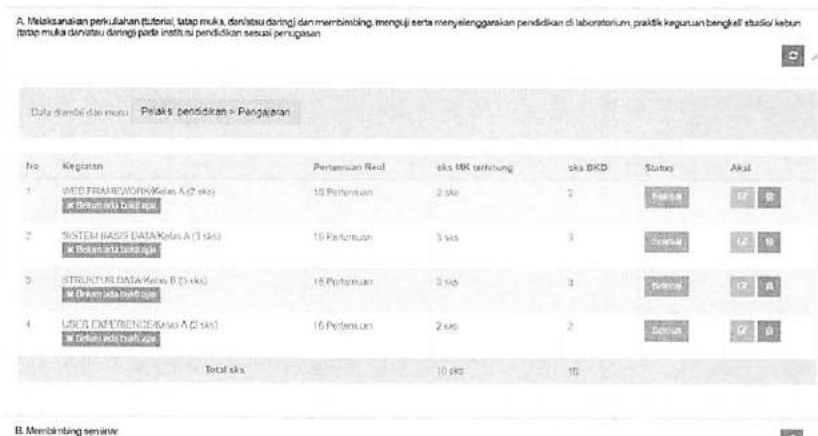 A. Melaksanakan perkuliahan (tutorial, tatap muka, dan/atau daring) dan membimbing, menguji serta menyelenggarakan pendidikan di laboratorium, praktik keguruan bengkel/ studio/ kebun
(tatap muka dan/atau daring) pada institusi pendidikan sesuai penugasan
Data diambil dari menu Pelaks. pendidikan > Pengajaran
No Kegiatan Pertemuan Real sks MK terhitung sks BKD Status Aksi
1 WEB FRAMEWORK/Kelas A (2 sks) 16 Pertemuan 2 sks 2 Selesai
× Belum ada bukti ajar
2 SISTEM BASIS DATA/Kelas A (3 sks) 16 Pertemuan 3 sks 3 Selesai
× Belum ada bukti ajar
3 STRUKTUR DATA/Kelas B (3 sks) 16 Pertemuan 3 sks 3 Selesai
× Belum ada bukti ajar
4 USER EXPERIENCE/Kelas A (2 sks) 16 Pertemuan 2 sks 2 Selesai
× Belum ada bukti ajar
Total sks 10 sks 10
B. Membimbing seminar